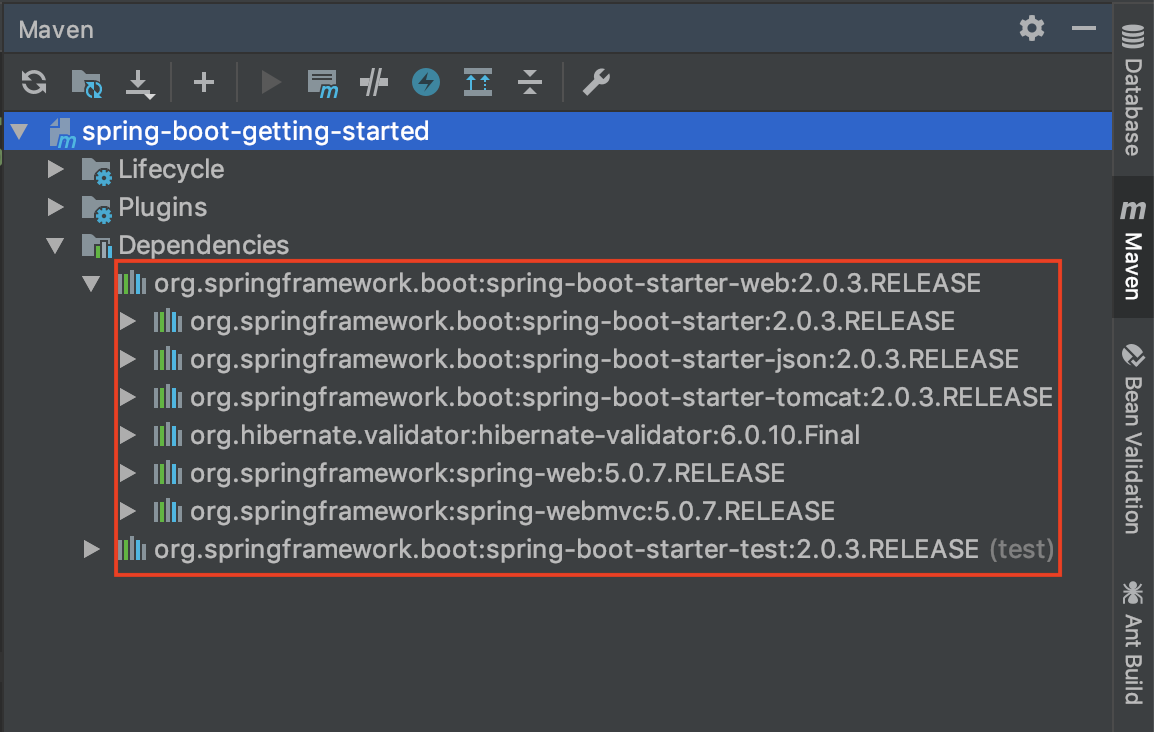 Maven
spring-boot-getting-started
Lifecycle
Plugins
Dependencies
org.springframework.boot:spring-boot-starter-web:2.0.3.RELEASE
org.springframework.boot:spring-boot-starter:2.0.3.RELEASE
org.springframework.boot:spring-boot-starter-json:2.0.3.RELEASE
org.springframework.boot:spring-boot-starter-tomcat:2.0.3.RELEASE
org.hibernate.validator:hibernate-validator:6.0.10.Final
org.springframework:spring-web:5.0.7.RELEASE
org.springframework:spring-webmvc:5.0.7.RELEASE
org.springframework.boot:spring-boot-starter-test:2.0.3.RELEASE (test)
Database
m
Maven
Bean Validation
Ant Build